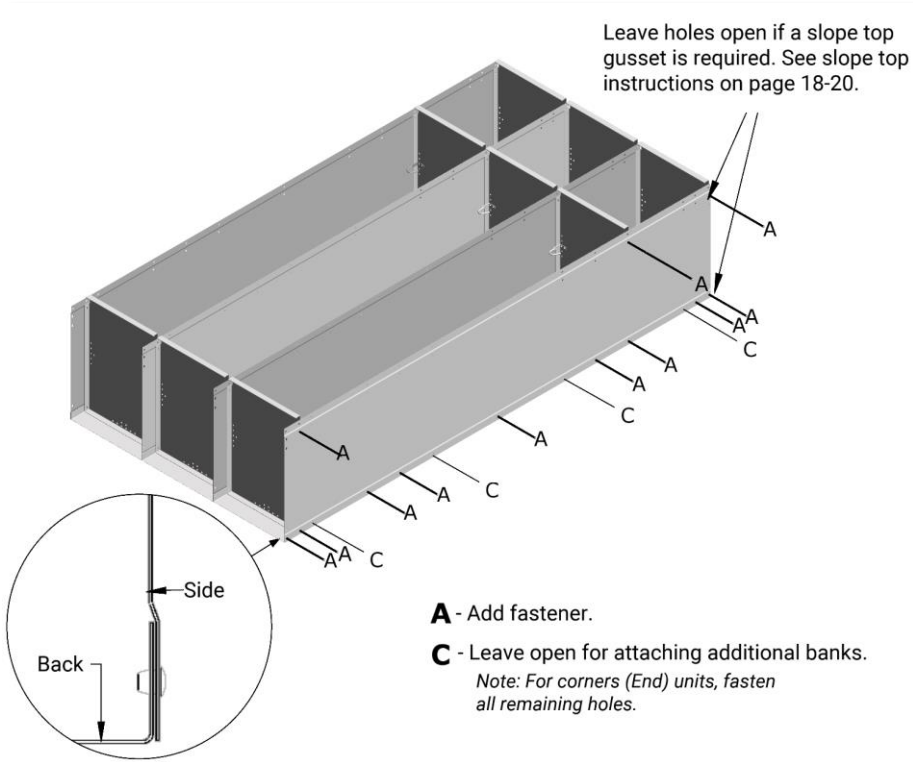 Leave holes open if a slope top
gusset is required. See slope top
instructions on page 18-20.
A
A
A
A
C
A
A
C
A
A
C
A
A
C
A
A
Side
Back
A - Add fastener.
C - Leave open for attaching additional banks.
Note: For corners (End) units, fasten
all remaining holes.